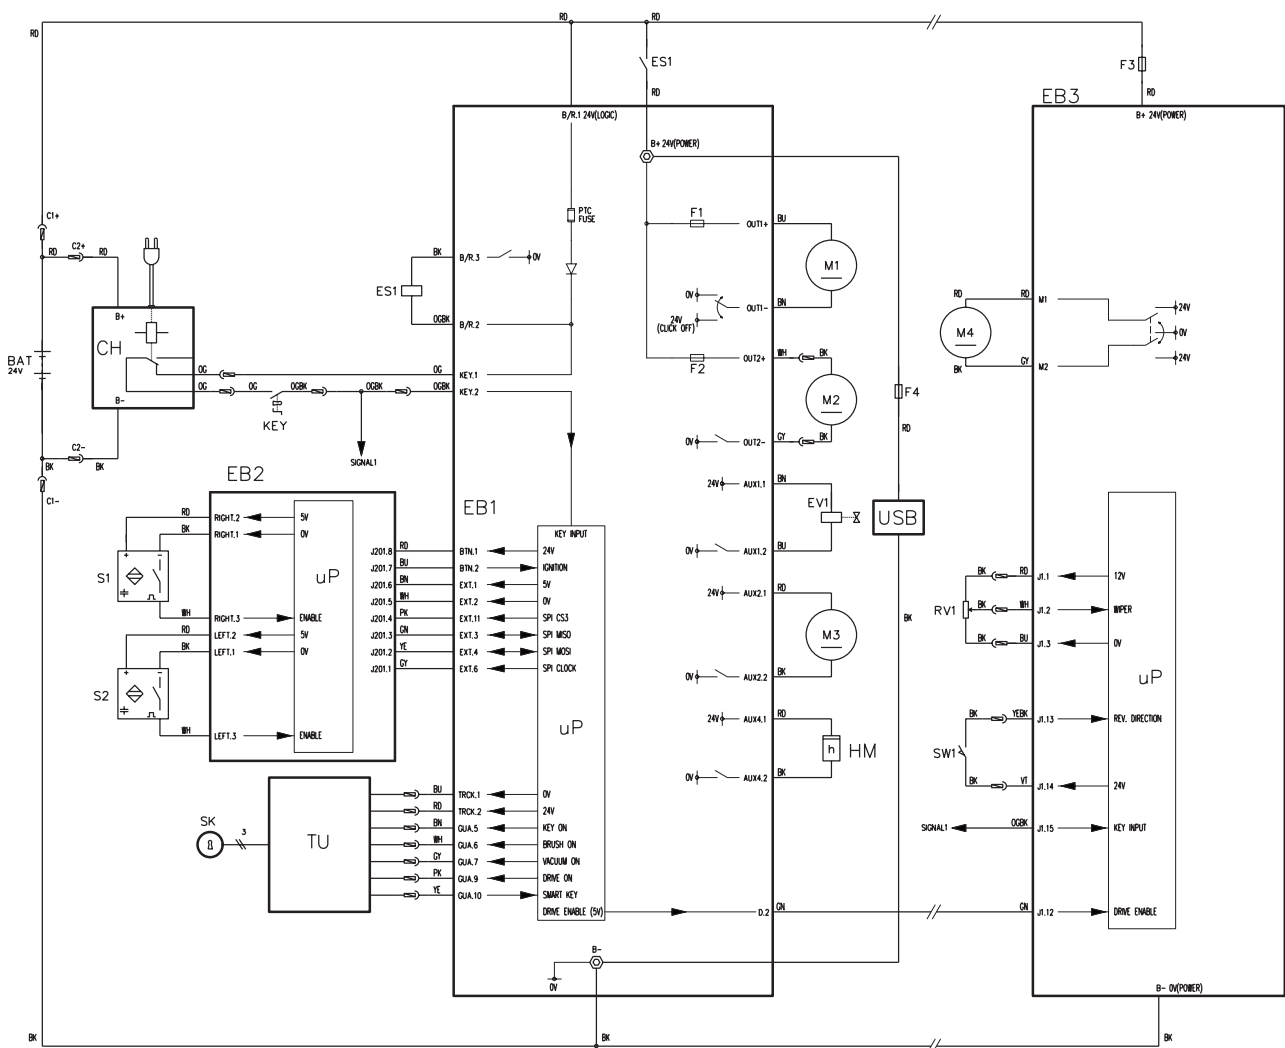 RD RD RD
RD
ES1
F3
RD RD
EB3
B/R.1 24V(LOGIC)
B+ 24V(POWER)
B+ 24V(POWER)
C1+
PTC
FUSE
F1
OUT1+
BU
C2+
RD RD
BK
B/R.3
0V
M1
ES1
B+
CH
OGBK
B/R.2
0V
24V
(CLICK OFF)
OUT1-
BN
RD RD
M1
24V
M4
0V
BAT
24V
WH BK
OUT2+
F2
GY
BK
M2
24V
OG OG
KEY.1
OG OG OGBK OGBK OGBK
KEY.2
B-
KEY
M2
F4
RD
C2-
BK BK
SIGNAL1
0V
OUT2-
GY BK
C1-
EB2
24V
AUX1.1
BN
EB1
EV1
USB
RD
RIGHT.2
5V
BK
RIGHT.1
0V
KEY INPUT
uP
J201.8
RD
BTN.1
24V
0V
AUX1.2
BU
J201.7
BU
BTN.2
IGNITION
S1
J201.6
BN
EXT.1
5V
BK RD
J1.1
12V
24V
AUX2.1
RD
J201.5
WH
EXT.2
0V
RV1
BK WH
J1.2
WIPER
WH
RIGHT.3
ENABLE
J201.4
PK
EXT.11
SPI CS3
BK
RD
LEFT.2
5V
J201.3
GN
EXT.3
SPI MISO
M3
BK BU
J1.3
0V
BK
LEFT.1
0V
J201.2
YE
EXT.4
SPI MOSI
J201.1
GY
EXT.6
SPI CLOCK
0V
AUX2.2
BK
uP
S2
uP
24V
AUX4.1
RD
BK YEBK
J1.13
REV. DIRECTION
WH
LEFT.3
ENABLE
h
HM
SW1
0V
AUX4.2
BK
BK VT
J1.14
24V
BU
TRCK.1
0V
RD
TRCK.2
24V
SK
3
TU
BN
GUA.5
KEY ON
SIGNAL1
OGBK
J1.15
KEY INPUT
WH
GUA.6
BRUSH ON
GY
GUA.7
VACUUM ON
PK
GUA.9
DRIVE ON
YE
GUA.10
SMART KEY
DRIVE ENABLE (5V)
D.2
GN GN
J1.12
DRIVE ENABLE
B-
0V
B- 0V(POWER)
BK BK BK